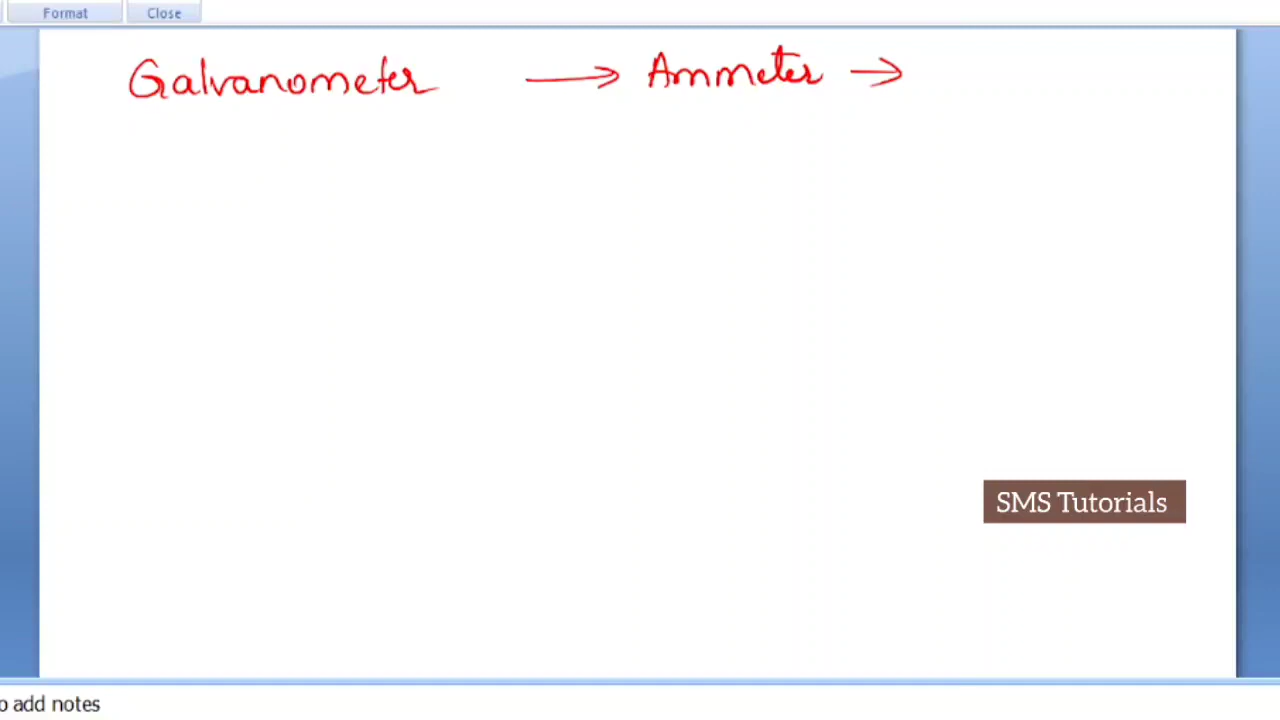 Format Close
Galvanometer → Ammeter →
SMS Tutorials
add notes